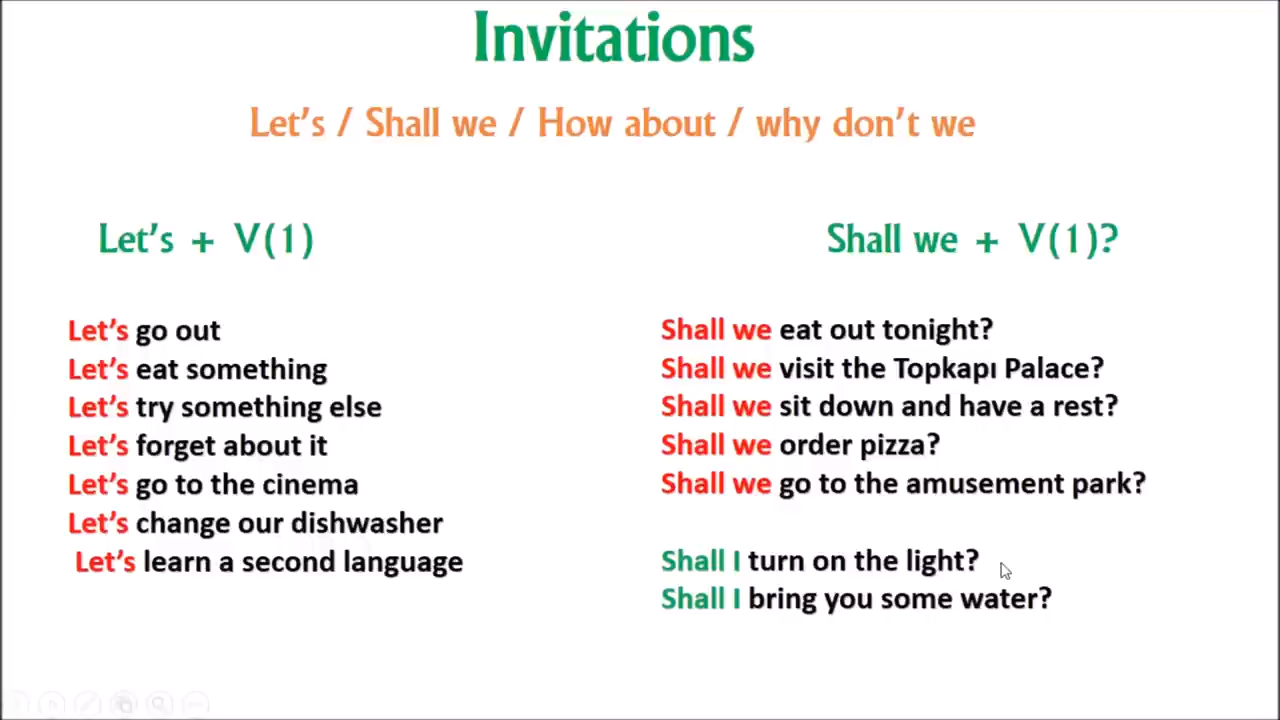 Invitations
Let's / Shall we / How about / why don't we
Let's + V(1)
Let's go out
Let's eat something
Let's try something else
Let's forget about it
Let's go to the cinema
Let's change our dishwasher
Let's learn a second language
Shall we + V(1)?
Shall we eat out tonight?
Shall we visit the Topkapı Palace?
Shall we sit down and have a rest?
Shall we order pizza?
Shall we go to the amusement park?
Shall I turn on the light?
Shall I bring you some water?